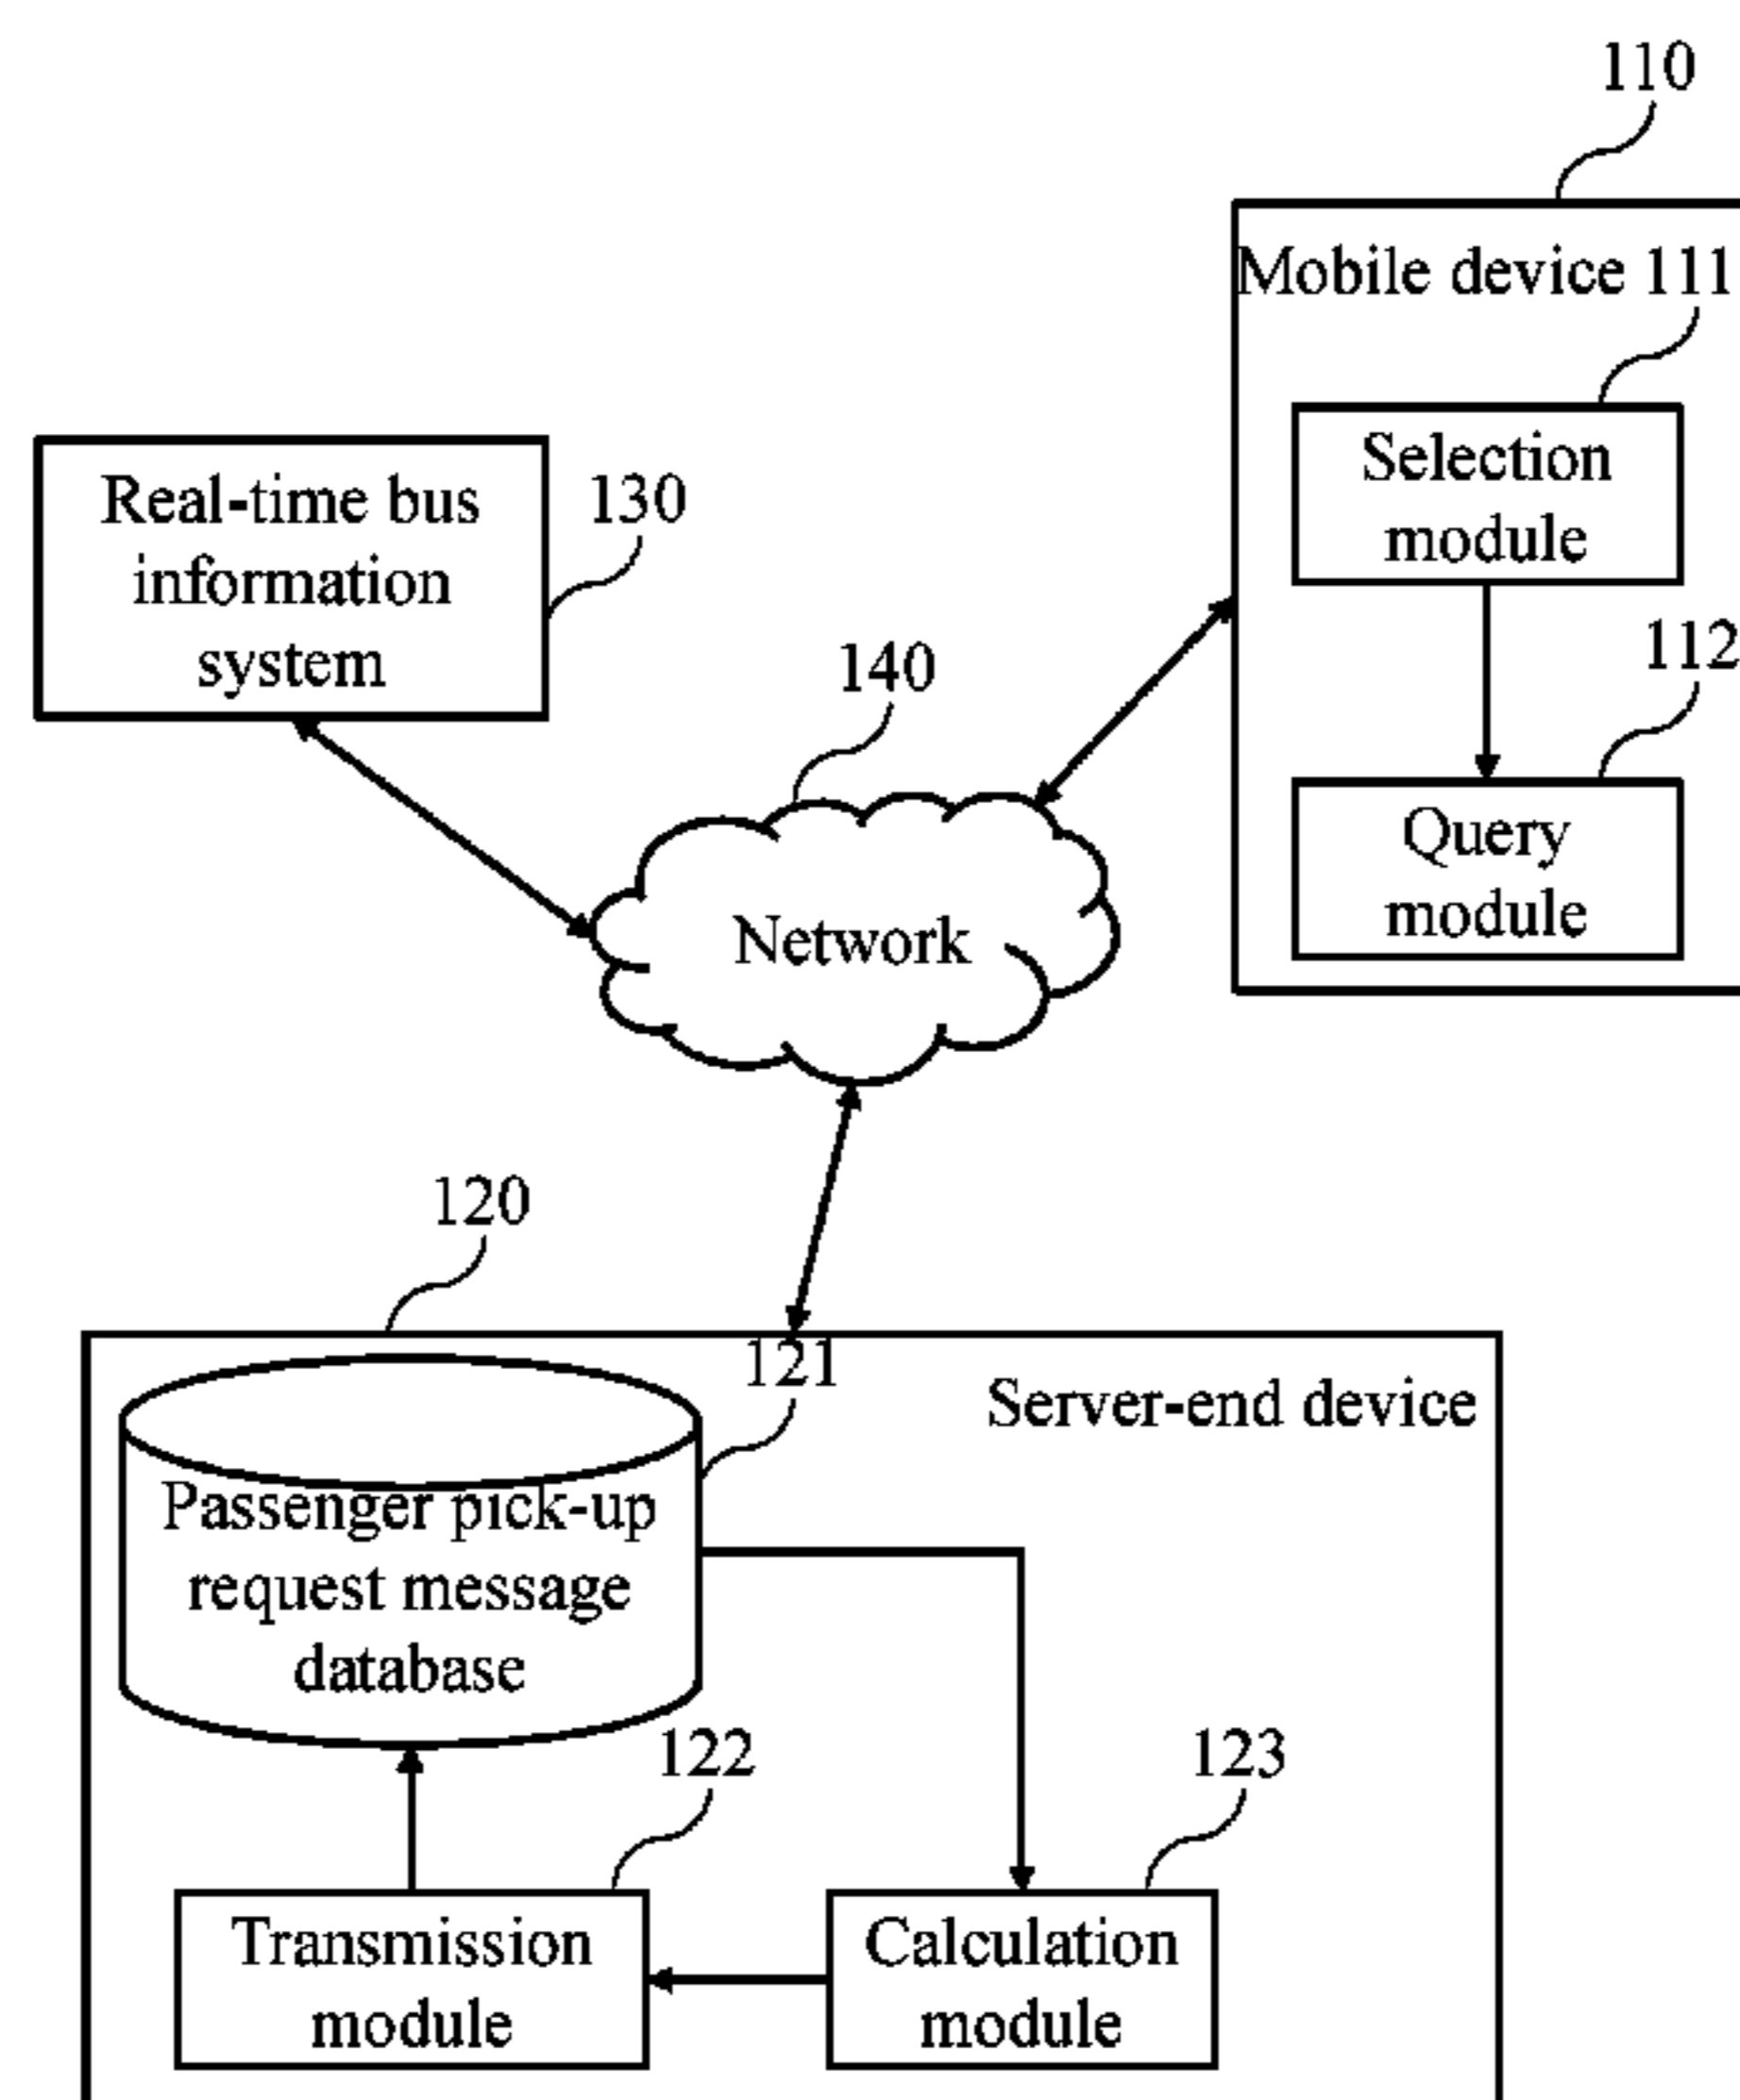 110
Mobile device 111
Selection
module
Real-time bus
information
system
130
112
140
Query
module
Network
120
121
Server-end device
Passenger pick-up
request message
database
122
123
Transmission
module
Calculation
module